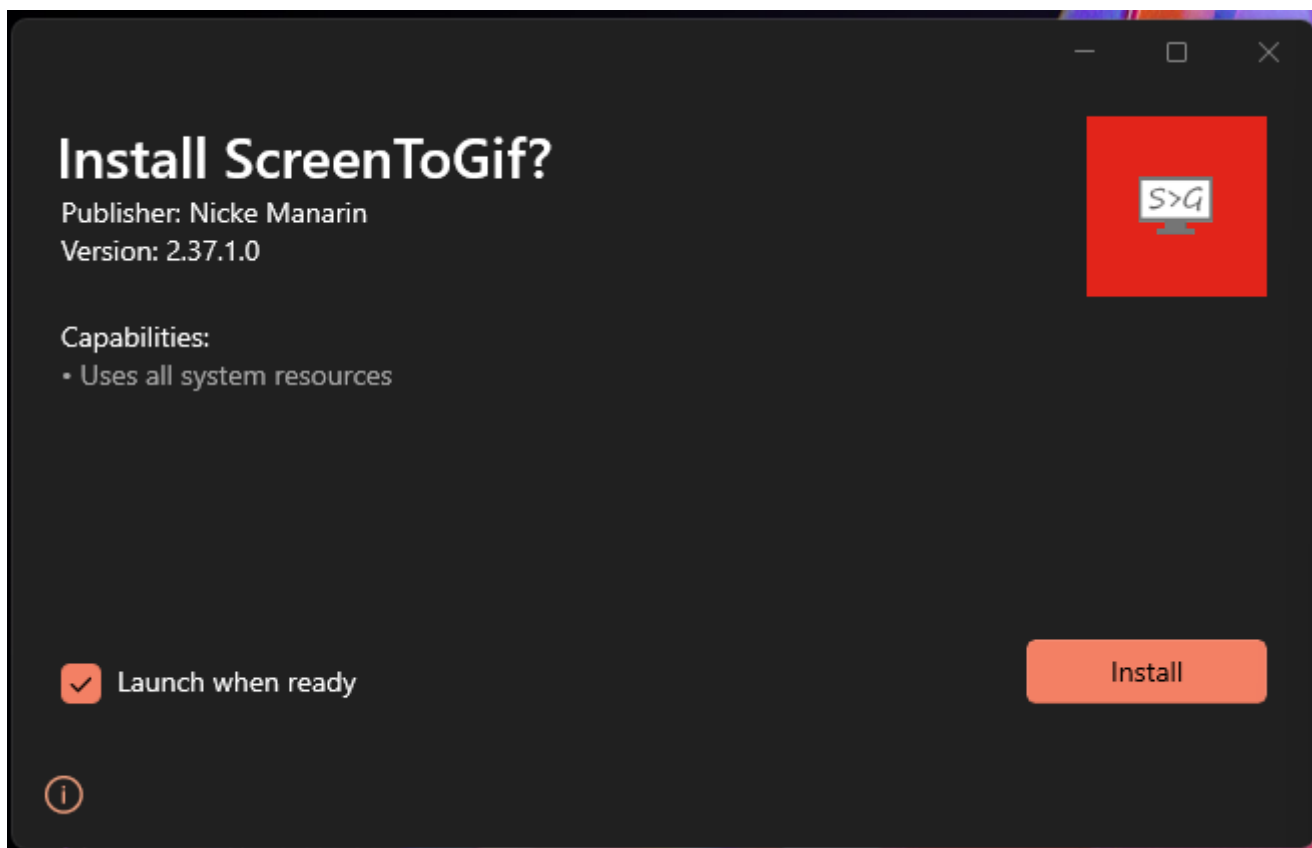 Install ScreenToGif?
Publisher: Nicke Manarin
Version: 2.37.1.0
S>G
Capabilities:
• Uses all system resources
Launch when ready
Install